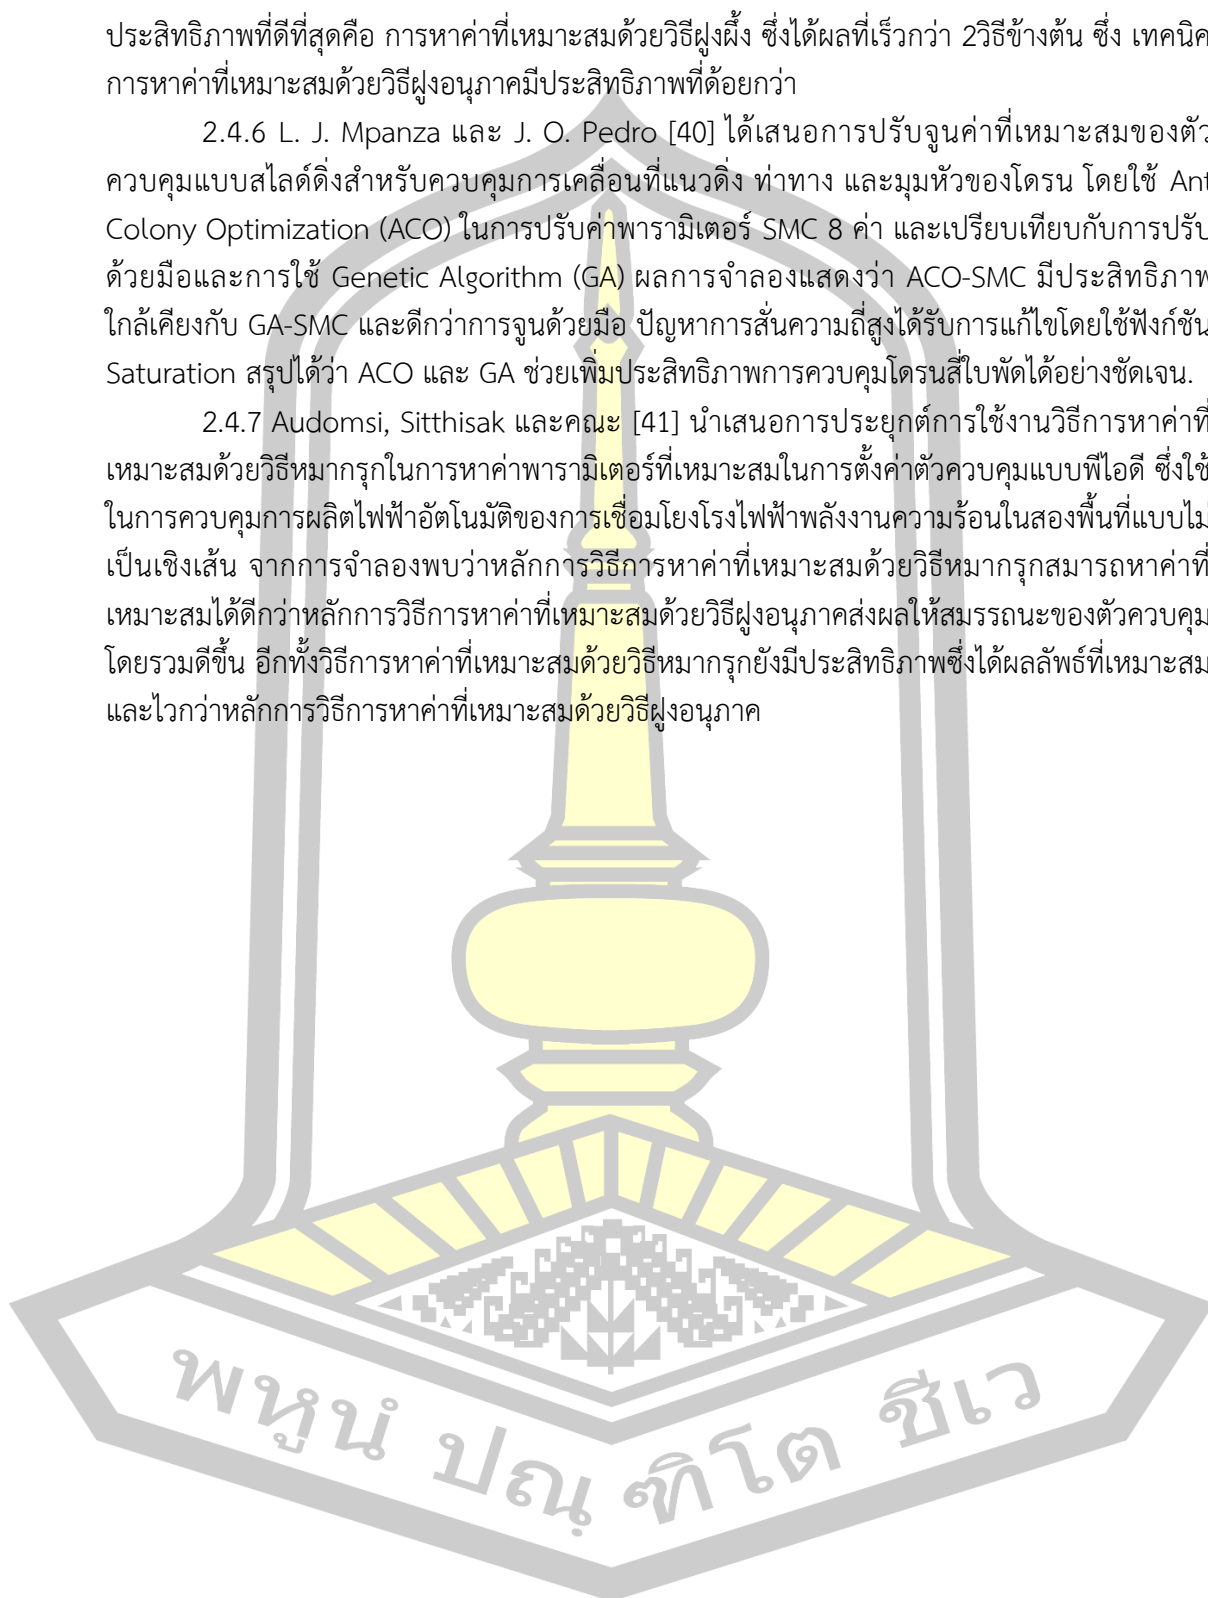 ประสิทธิภาพที่ดีที่สุดคือ การหาค่าที่เหมาะสมด้วยวิธีฝูงผึ้ง ซึ่งได้ผลที่เร็วกว่า 2วิธีข้างต้น ซึ่ง เทคนิค
การหาค่าที่เหมาะสมด้วยวิธีฝูงอนุภาคมีประสิทธิภาพที่ด้อยกว่า
2.4.6 L. J. Mpanza และ J. O. Pedro [40] ได้เสนอการปรับจูนค่าที่เหมาะสมของตัว
ควบคุมแบบสไลด์ดิ่งสำหรับควบคุมการเคลื่อนที่แนวดิ่ง ท่าทาง และมุมหัวของโดรน โดยใช้ Ant
Colony Optimization (ACO) ในการปรับค่าพารามิเตอร์ SMC 8 ค่า และเปรียบเทียบกับการปรับ
ด้วยมือและการใช้ Genetic Algorithm (GA) ผลการจำลองแสดงว่า ACO-SMC มีประสิทธิภาพ
ใกล้เคียงกับ GA-SMC และดีกว่าการจูนด้วยมือ ปัญหาการสั่นความถี่สูงได้รับการแก้ไขโดยใช้ฟังก์ชัน
Saturation สรุปได้ว่า ACO และ GA ช่วยเพิ่มประสิทธิภาพการควบคุมโดรนสี่ใบพัดได้อย่างชัดเจน.
2.4.7 Audomsi, Sitthisak และคณะ [41] นำเสนอการประยุกต์การใช้งานวิธีการหาค่าที่
เหมาะสมด้วยวิธีหมากรุกในการหาค่าพารามิเตอร์ที่เหมาะสมในการตั้งค่าตัวควบคุมแบบพีไอดี ซึ่งใช้
ในการควบคุมการผลิตไฟฟ้าอัตโนมัติของการเชื่อมโยงโรงไฟฟ้าพลังงานความร้อนในสองพื้นที่แบบไม่
เป็นเชิงเส้น จากการจำลองพบว่าหลักการวิธีการหาค่าที่เหมาะสมด้วยวิธีหมากรุกสมารถหาค่าที่
เหมาะสมได้ดีกว่าหลักการวิธีการหาค่าที่เหมาะสมด้วยวิธีฝูงอนุภาคส่งผลให้สมรรถนะของตัวควบคุม
โดยรวมดีขึ้น อีกทั้งวิธีการหาค่าที่เหมาะสมด้วยวิธีหมากรุกยังมีประสิทธิภาพซึ่งได้ผลลัพธ์ที่เหมาะสม
และไวกว่าหลักการวิธีการหาค่าที่เหมาะสมด้วยวิธีฝูงอนุภาค
พหูนํ ปณฺฑิโต ชีเว